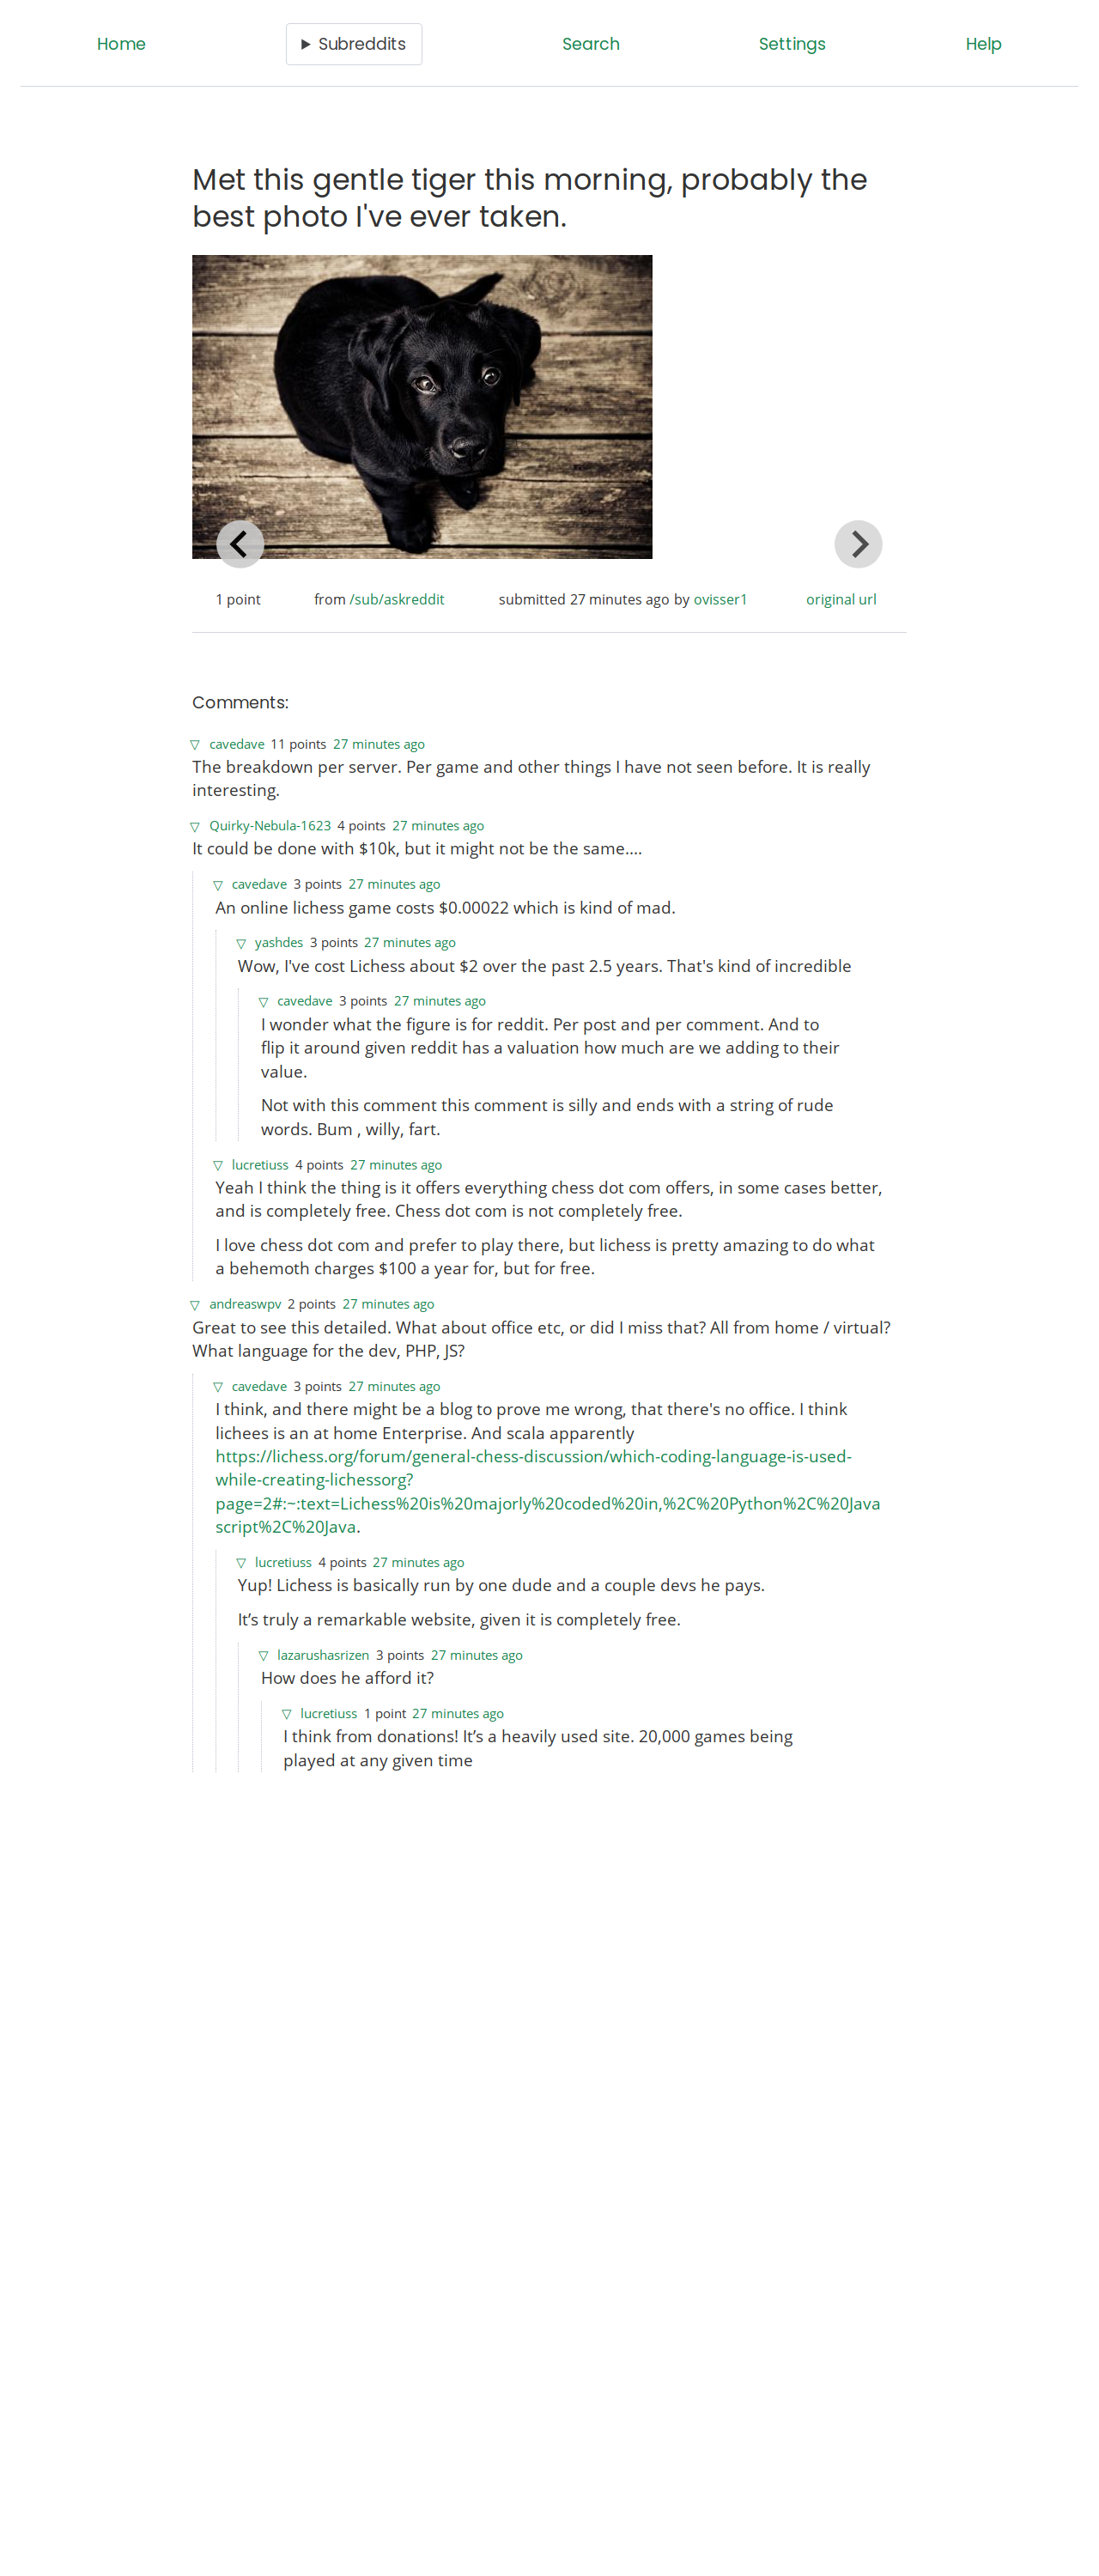 Home
Subreddits
Search
Settings
Help
Met this gentle tiger this morning, probably the
best photo I've ever taken.
1 point from /sub/askreddit submitted 27 minutes ago by ovisser1 original url
Comments:
cavedave 11 points 27 minutes ago
The breakdown per server. Per game and other things I have not seen before. It is really
interesting.
Quirky-Nebula-1623 4 points 27 minutes ago
It could be done with $10k, but it might not be the same....
cavedave 3 points 27 minutes ago
An online lichess game costs $0.00022 which is kind of mad.
yashdes 3 points 27 minutes ago
Wow, I've cost Lichess about $2 over the past 2.5 years. That's kind of incredible
cavedave 3 points 27 minutes ago
I wonder what the figure is for reddit. Per post and per comment. And to
flip it around given reddit has a valuation how much are we adding to their
value.
Not with this comment this comment is silly and ends with a string of rude
words. Bum , willy, fart.
lucretiuss 4 points 27 minutes ago
Yeah I think the thing is it offers everything chess dot com offers, in some cases better,
and is completely free. Chess dot com is not completely free.
I love chess dot com and prefer to play there, but lichess is pretty amazing to do what
a behemoth charges $100 a year for, but for free.
andreaswpv 2 points 27 minutes ago
Great to see this detailed. What about office etc, or did I miss that? All from home / virtual?
What language for the dev, PHP, JS?
cavedave 3 points 27 minutes ago
I think, and there might be a blog to prove me wrong, that there's no office. I think
lichees is an at home Enterprise. And scala apparently
https://lichess.org/forum/general-chess-discussion/which-coding-language-is-used-
while-creating-lichessorg?
page=2#:~:text=Lichess%20is%20majorly%20coded%20in,%2C%20Python%2C%20Java
script%2C%20Java.
lucretiuss 4 points 27 minutes ago
Yup! Lichess is basically run by one dude and a couple devs he pays.
It’s truly a remarkable website, given it is completely free.
lazarushasrizen 3 points 27 minutes ago
How does he afford it?
lucretiuss 1 point 27 minutes ago
I think from donations! It’s a heavily used site. 20,000 games being
played at any given time